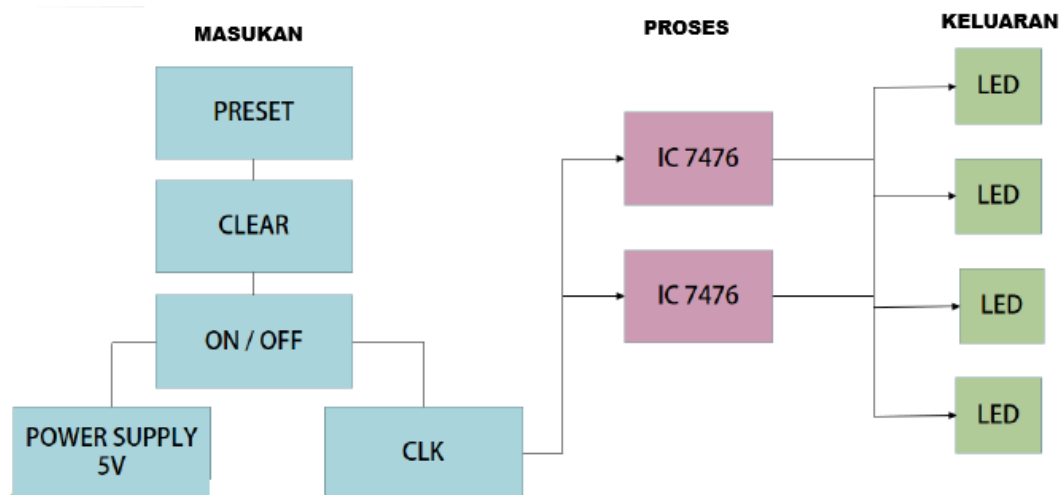 MASUKAN
PROSES
KELUARAN
PRESET
CLEAR
ON / OFF
POWER SUPPLY
5V
CLK
IC 7476
IC 7476
LED
LED
LED
LED